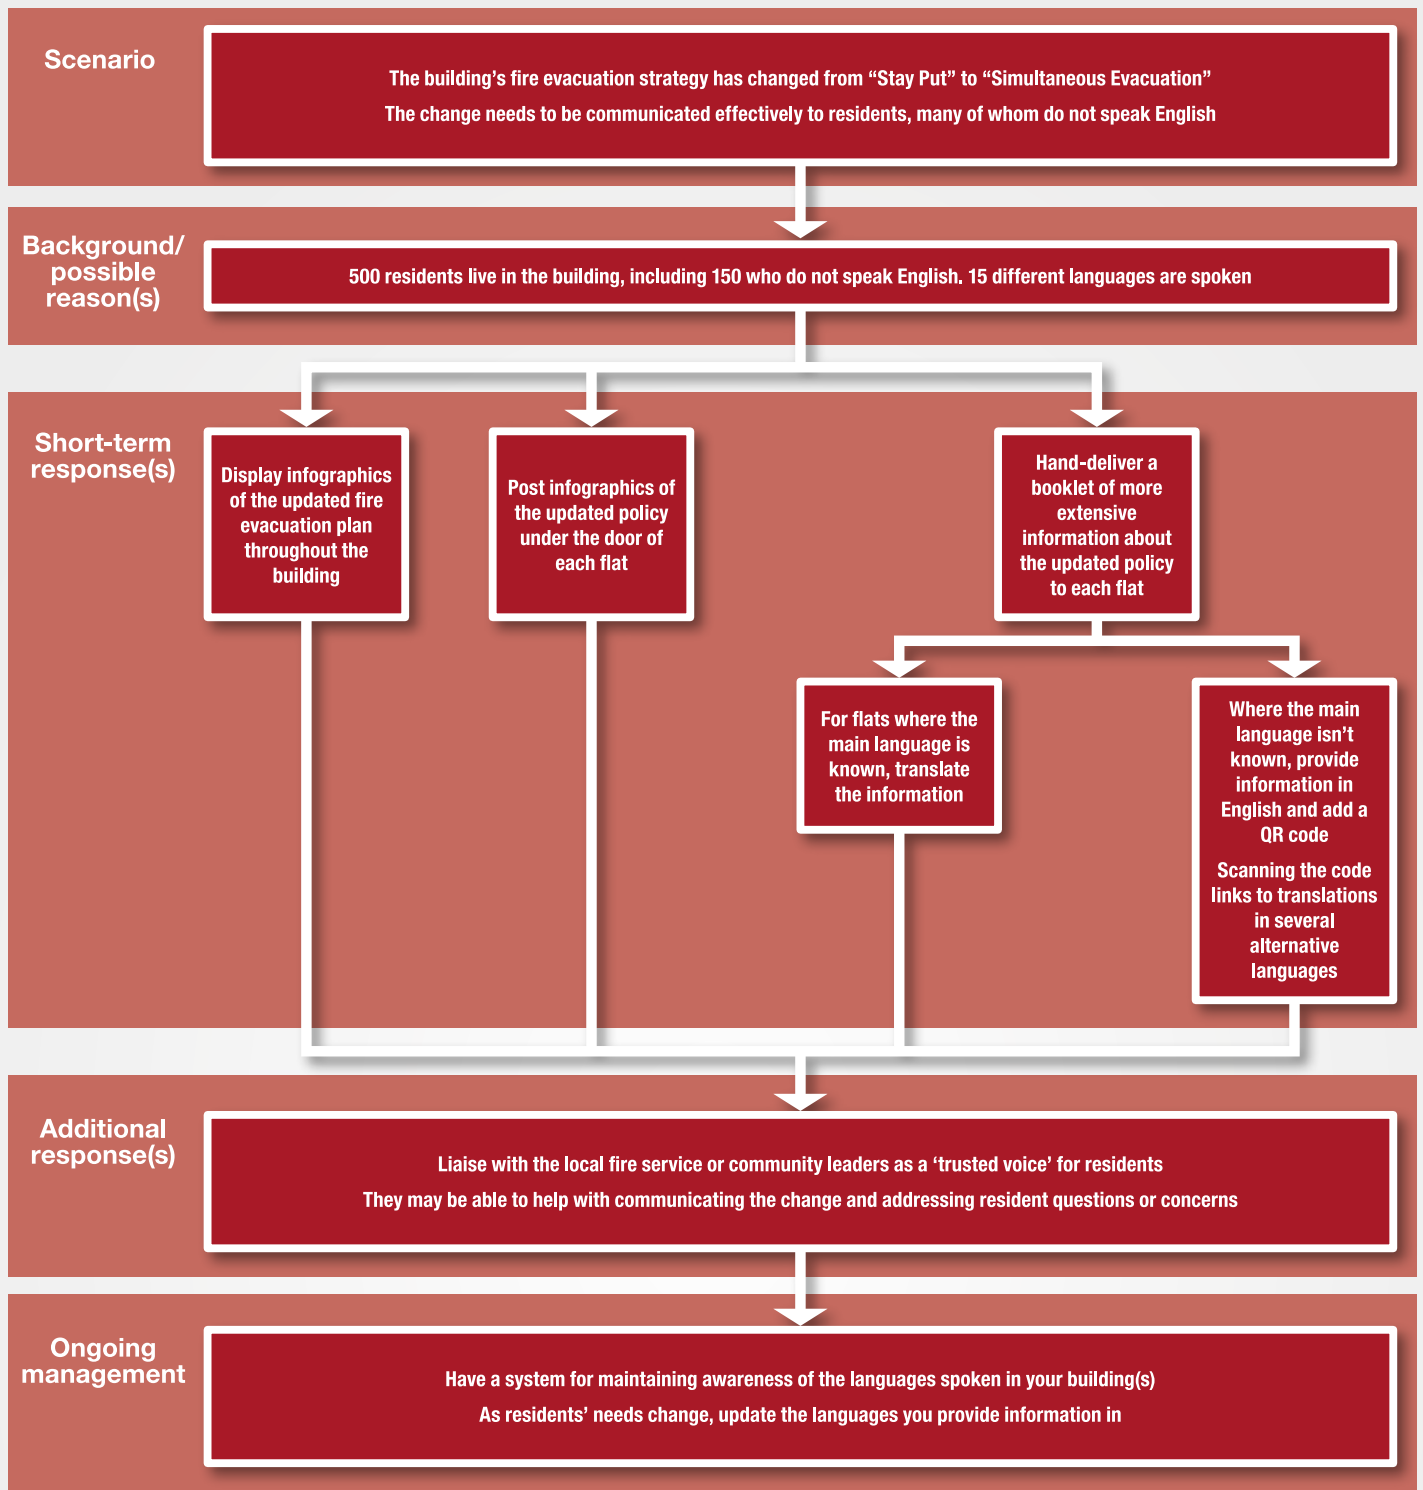 Scenario
The building’s fire evacuation strategy has changed from “Stay Put” to “Simultaneous Evacuation”
The change needs to be communicated effectively to residents, many of whom do not speak English
Background/
possible
reason(s)
500 residents live in the building, including 150 who do not speak English. 15 different languages are spoken
Short-term
response(s)
Display infographics
of the updated fire
evacuation plan
throughout the
building
Post infographics of
the updated policy
under the door of
each flat
Hand-deliver a
booklet of more
extensive
information about
the updated policy
to each flat
For flats where the
main language is
known, translate
the information
Where the main
language isn’t
known, provide
information in
English and add a
QR code
Scanning the code
links to translations
in several
alternative
languages
Additional
response(s)
Liaise with the local fire service or community leaders as a ‘trusted voice’ for residents
They may be able to help with communicating the change and addressing resident questions or concerns
Ongoing
management
Have a system for maintaining awareness of the languages spoken in your building(s)
As residents’ needs change, update the languages you provide information in